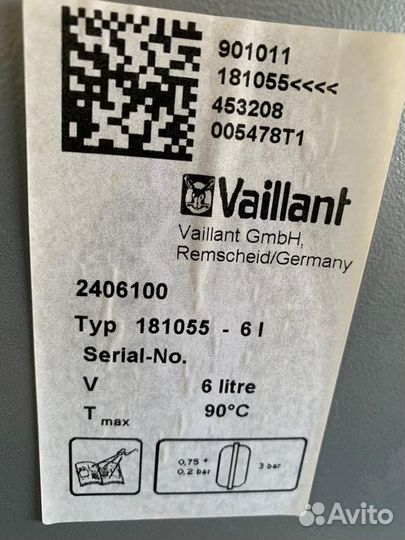 901011
181055<<<<
453208
005478T1
Vaillant
Vaillant GmbH,
Remscheid/Germany
2406100
Typ 181055 - 6 l
Serial-No.
V 6 litre
T max 90°C
0,75 +
0,2 bar
3 bar
Avito